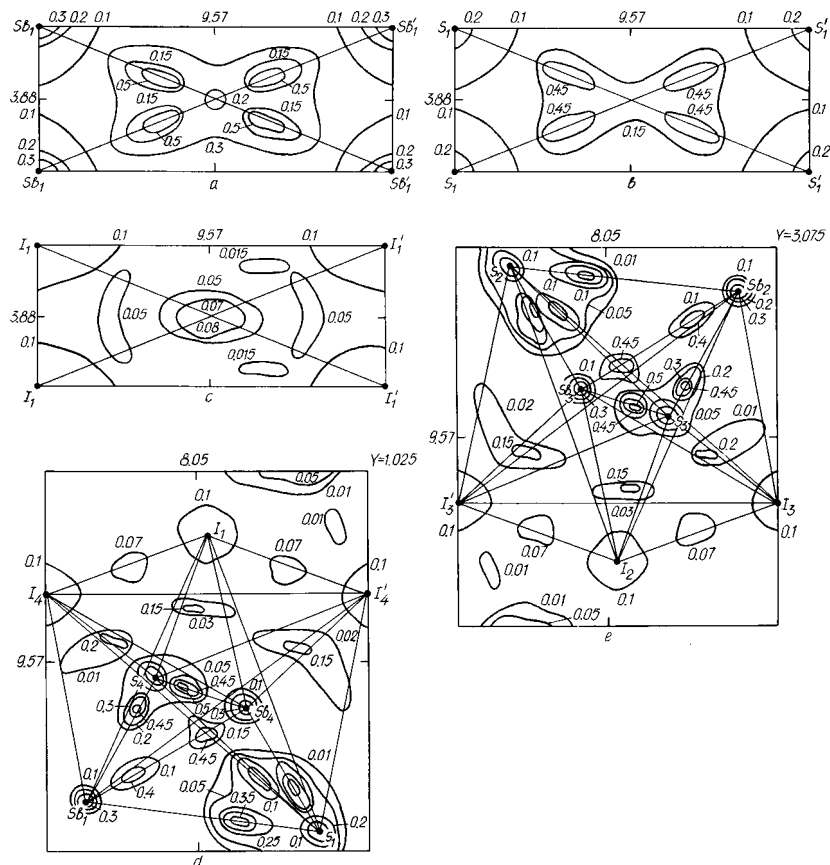 0.3 0.2 0.1 9.57 0.1 0.2 0.3
Sb₁ Sb₁'
0.15 0.15
0.5 0.5
3.88 0.15 0.2 0.15
0.1 0.1
0.5 0.5
0.2 0.3 0.2
0.3 0.3
Sb₁ a Sb₁'
0.2 0.1 9.57 0.1 0.2
S₁ S₁'
0.45 0.45
3.88 0.45 0.45 0.1
0.1 0.15
0.2 0.2
S₁ b S₁'
0.1 9.57 0.1
I₁ I₁'
0.015
0.05
3.88 0.05 0.07 0.05
0.08
0.1 0.1
0.015
I₁ c I₁'
8.05 Y=3.075
0.1 0.01 0.1
S₂ Sb₂
0.1 0.1 0.05 0.1 0.2
0.3
0.4
0.45
0.1 0.5 0.3 0.2
Sb₃ 0.3 0.45
0.02 0.45 S₃ 0.05 0.01
9.57
0.15 0.2
0.15
I₃' 0.03 I₃
0.1 0.1
0.07 0.07
0.01 I₂
0.1
0.01
0.05
e
8.05 Y=1.025
0.05
0.01
0.1 0.01
I₁
0.1 0.07 0.07 0.1
I₄ I₄'
0.15
0.03
0.2 0.02
9.57 0.15
0.01 0.05
S₄ 0.45 0.1
0.3 0.5 0.3 Sb₄
0.45 0.15
0.2 0.45
0.01
0.1 0.1 0.05
0.4 0.1
Sb₁ 0.3 0.35
0.2
0.25 0.1 S₁
d